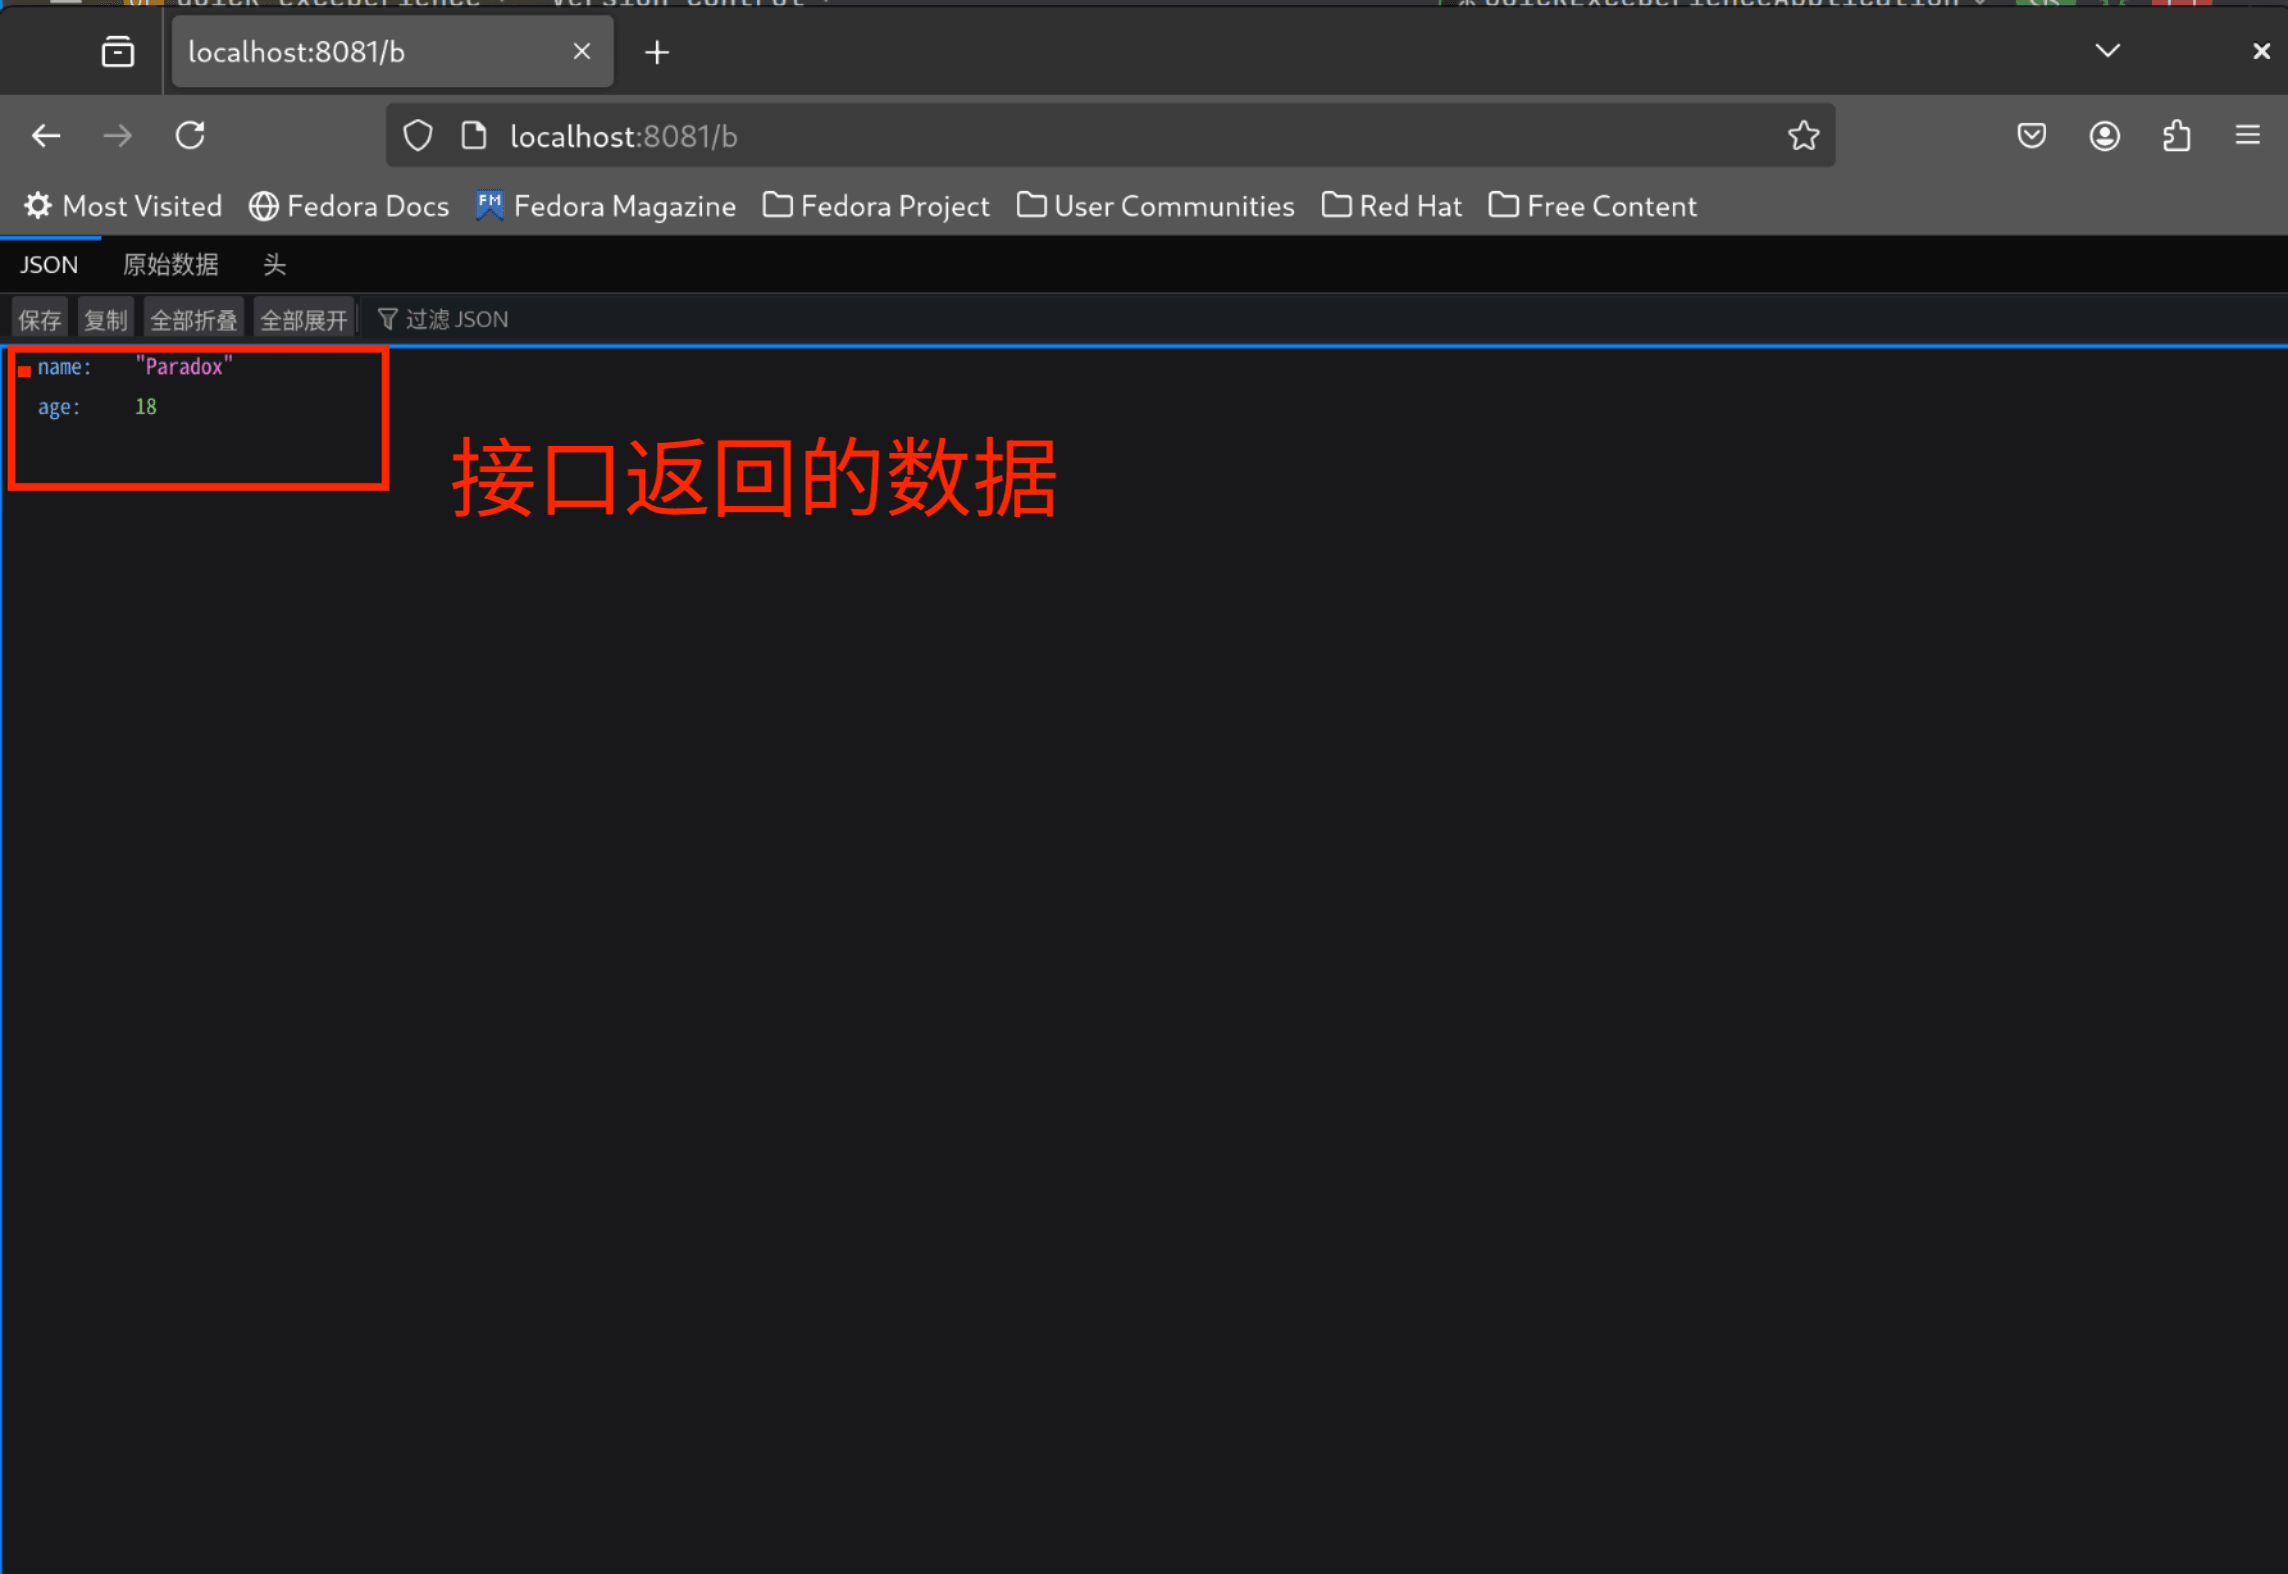 localhost:8081/b
localhost:8081/b
Most Visited Fedora Docs FM Fedora Magazine Fedora Project User Communities Red Hat Free Content
JSON 原始数据 头
保存 复制 全部折叠 全部展开 过滤 JSON
name: "Paradox"
age: 18
接口返回的数据